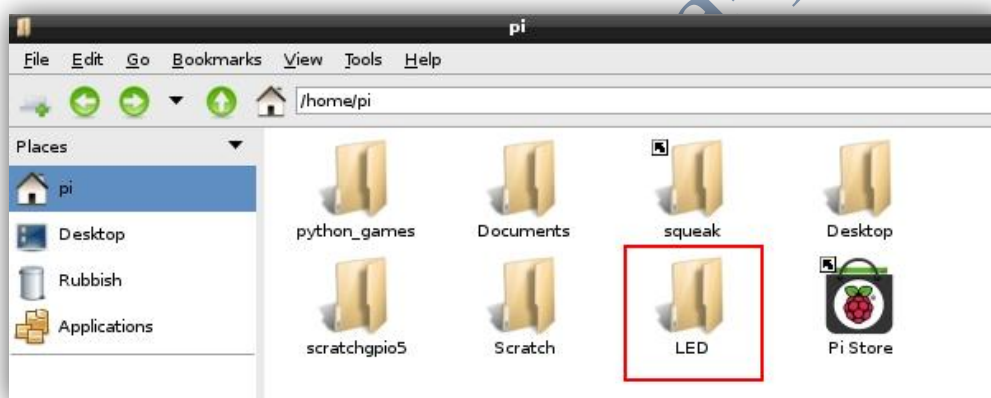 pi
File Edit Go Bookmarks View Tools Help
/home/pi
Places
pi
Desktop
Rubbish
Applications
python_games Documents squeak Desktop
scratchgpio5 Scratch LED Pi Store